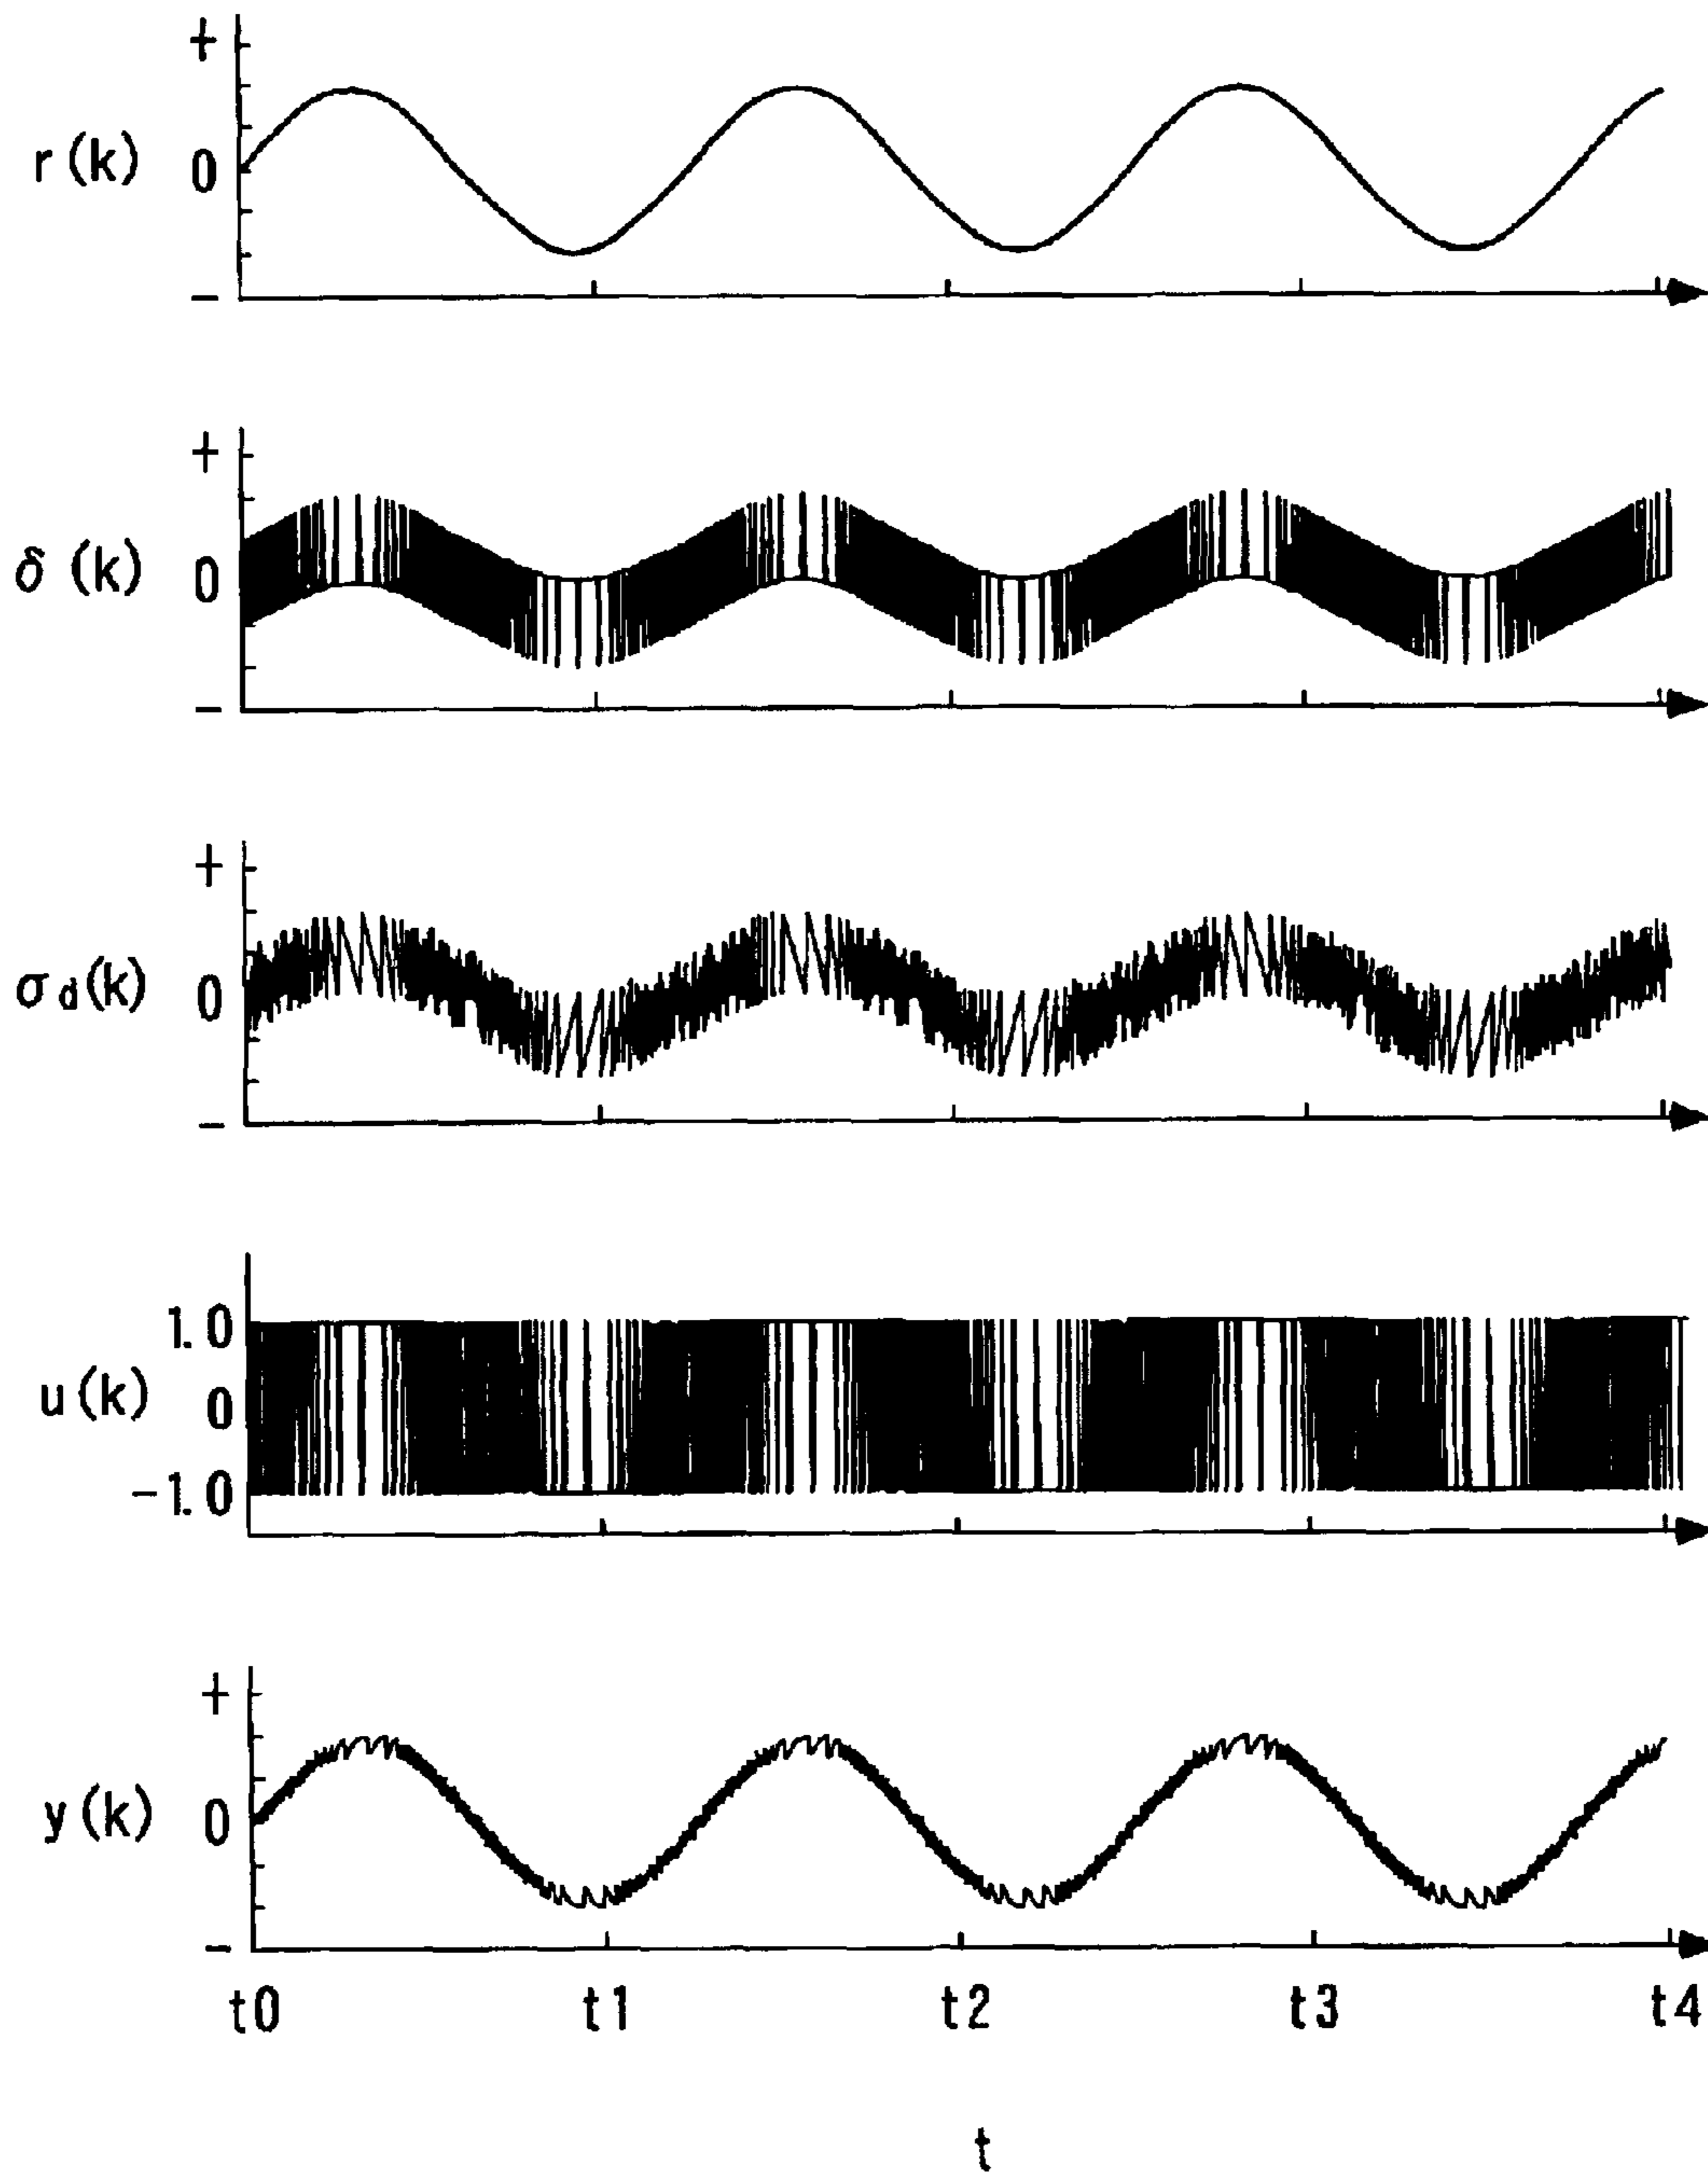 +
r(k) 0
−
+
δ(k) 0
−
+
σd(k) 0
−
1.0
u(k) 0
−1.0
+
y(k) 0
−
t0 t1 t2 t3 t4
t